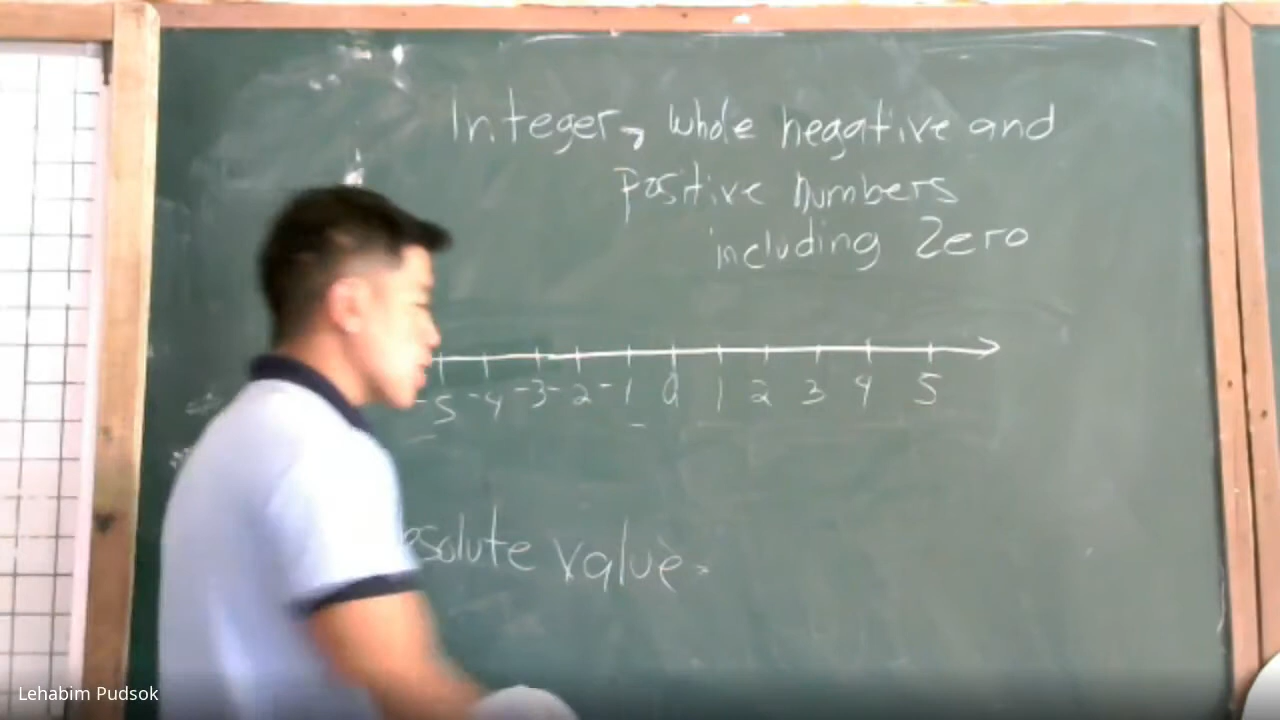 Integer, whole negative and
positive numbers
including Zero
-5 -4 -3 -2 -1 0 1 2 3 4 5
value
Lehabim Pudsok